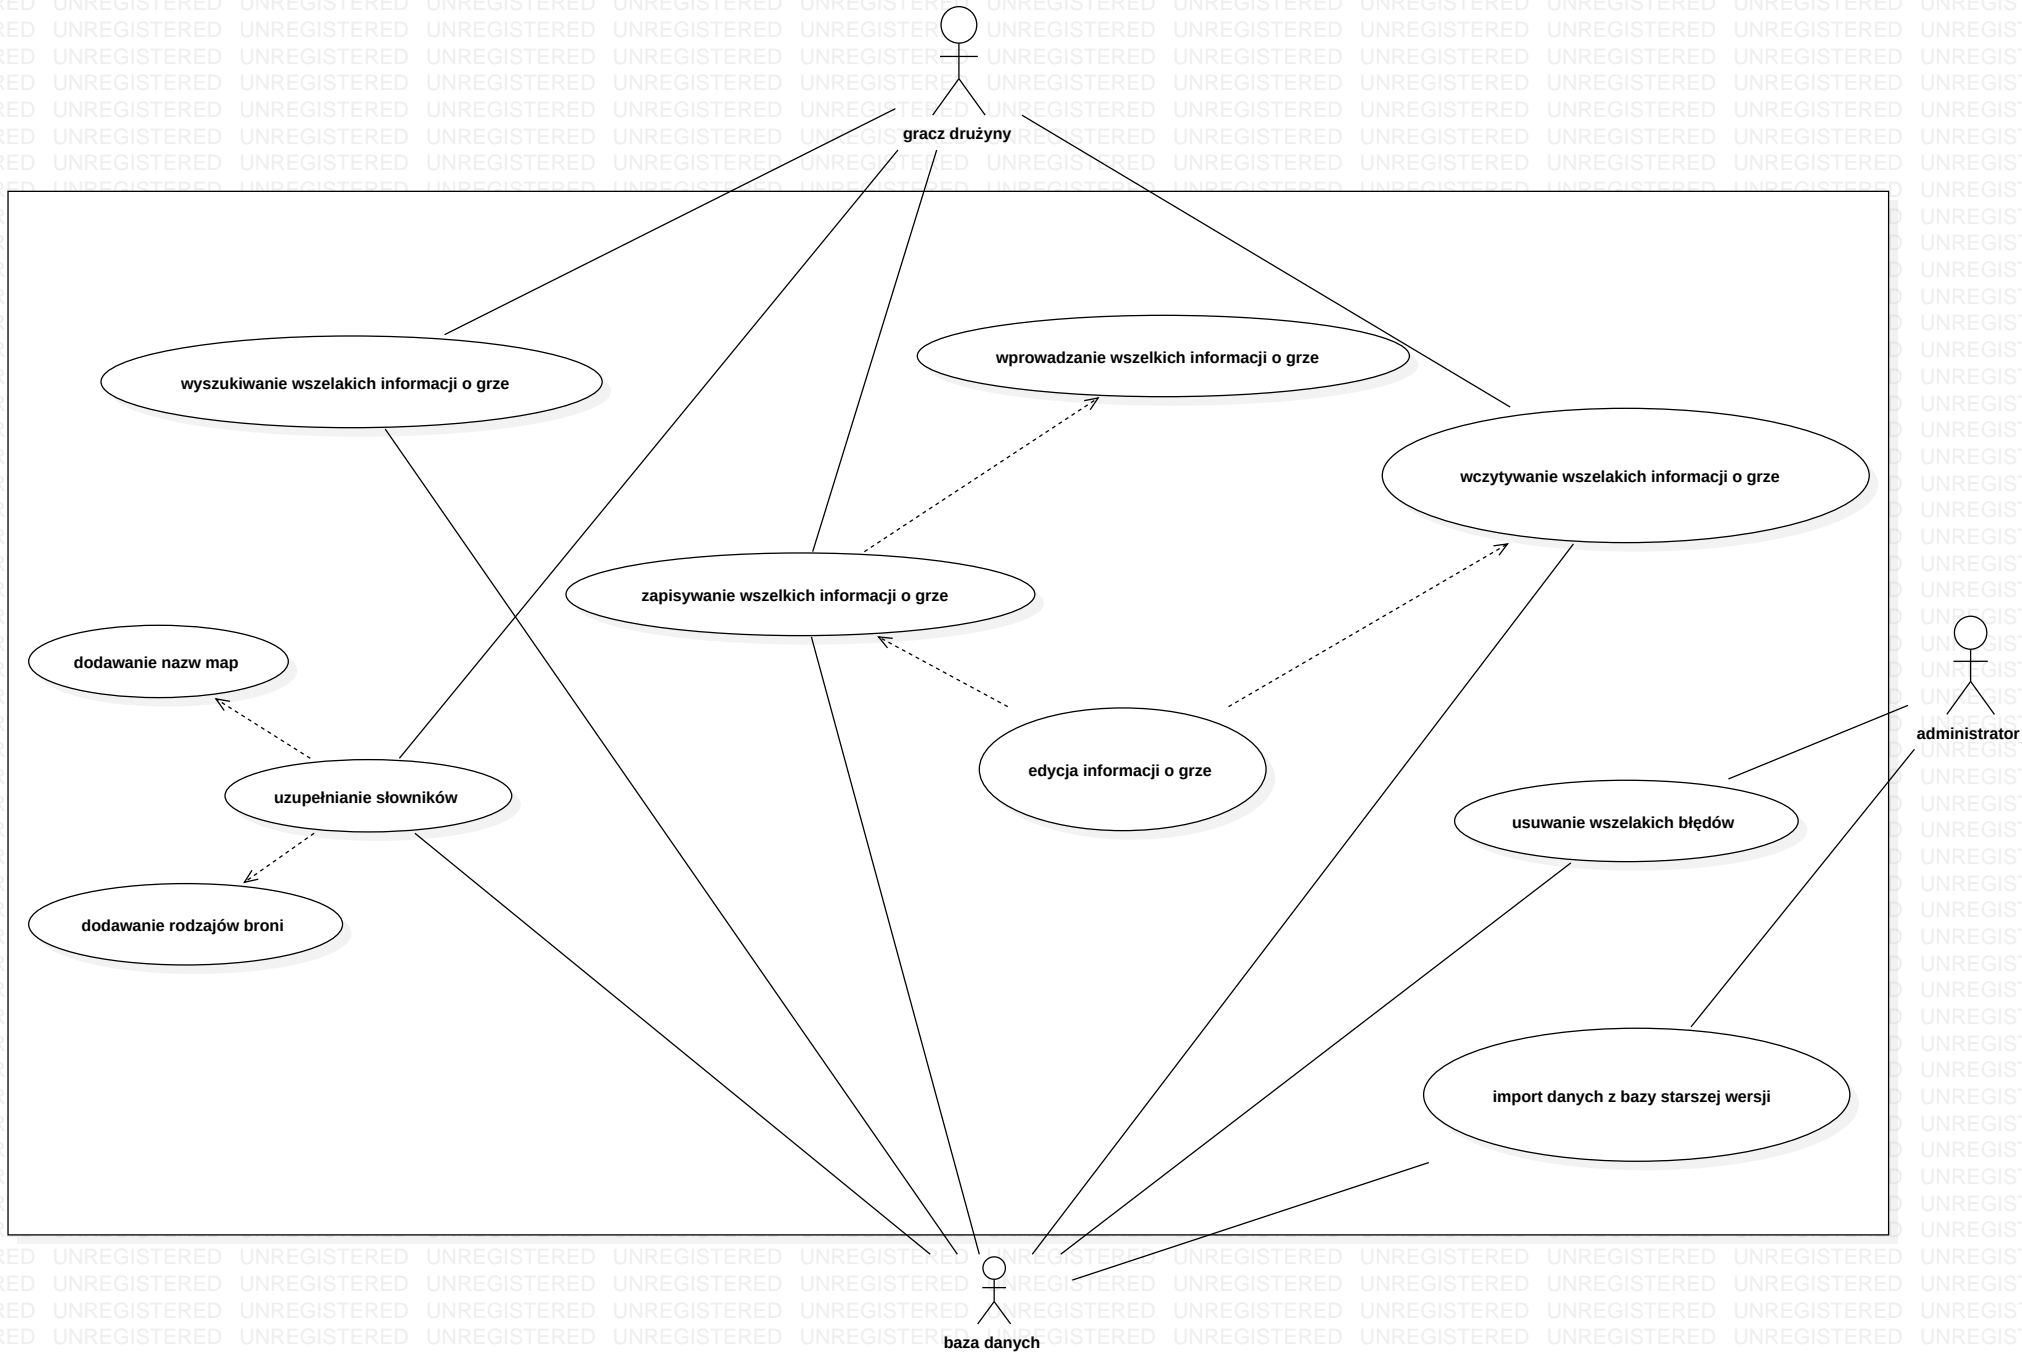 gracz drużyny
wprowadzanie wszelkich informacji o grze
wyszukiwanie wszelakich informacji o grze
wczytywanie wszelakich informacji o grze
zapisywanie wszelkich informacji o grze
dodawanie nazw map
administrator
edycja informacji o grze
uzupełnianie słowników
usuwanie wszelakich błędów
dodawanie rodzajów broni
import danych z bazy starszej wersji
baza danych
UNREGISTERED